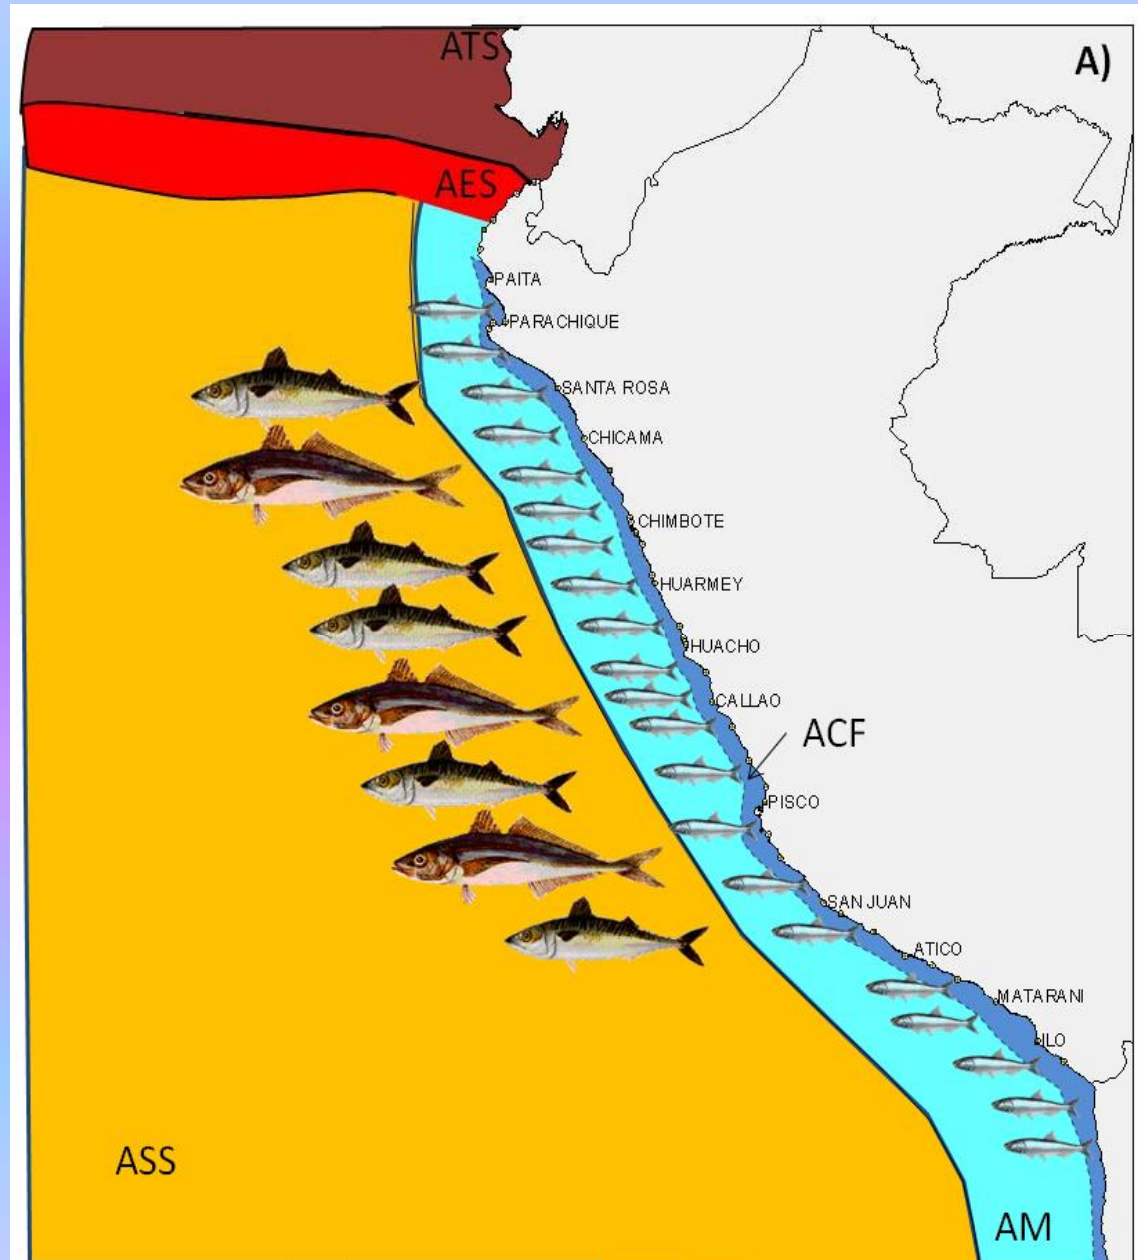 ATS
A)
AES
PAITA
PARACHIQUE
SANTA ROSA
CHICAMA
CHIMBOTE
HUARMEY
HUACHO
CALLAO
ACF
PISCO
SAN JUAN
ATICO
MATARANI
ILO
ASS
AM